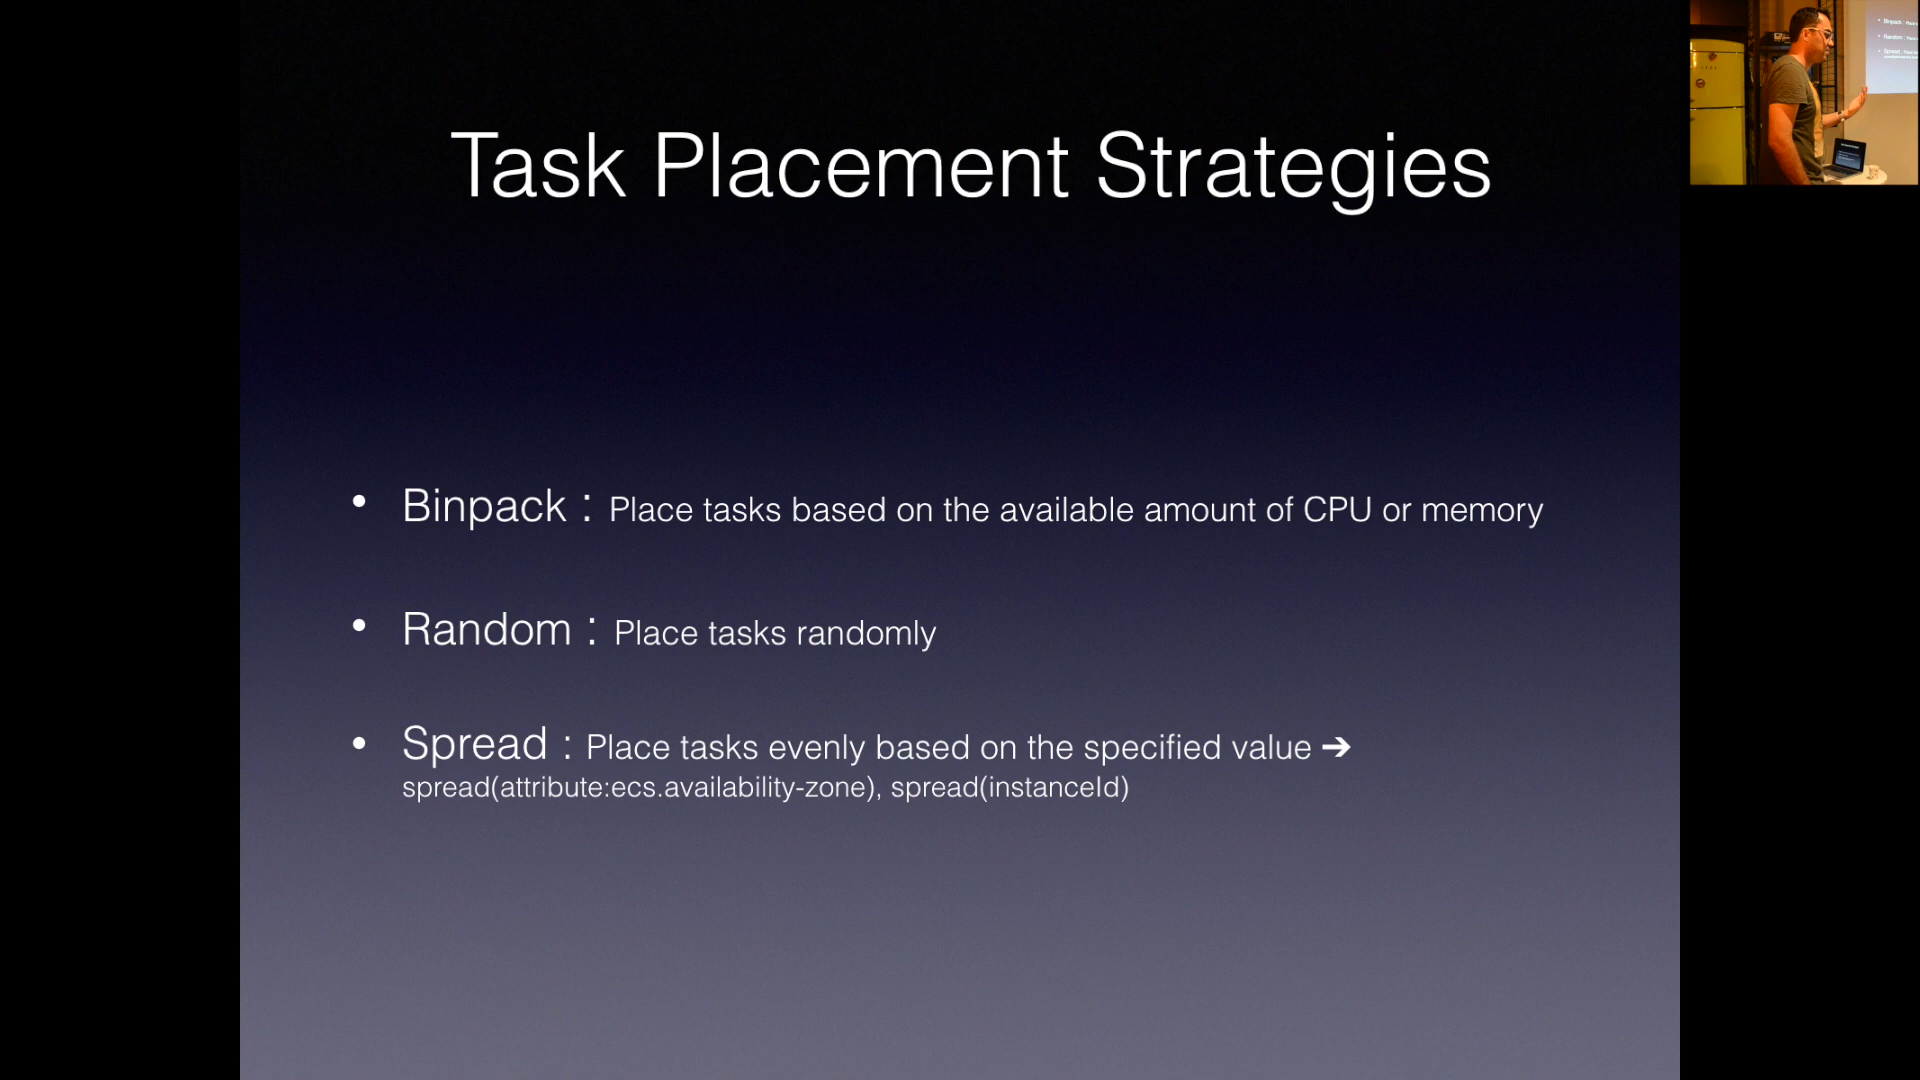 Task Placement Strategies
• Binpack : Place tasks based on the available amount of CPU or memory
• Random : Place tasks randomly
• Spread : Place tasks evenly based on the specified value ➔
spread(attribute:ecs.availability-zone), spread(instanceId)